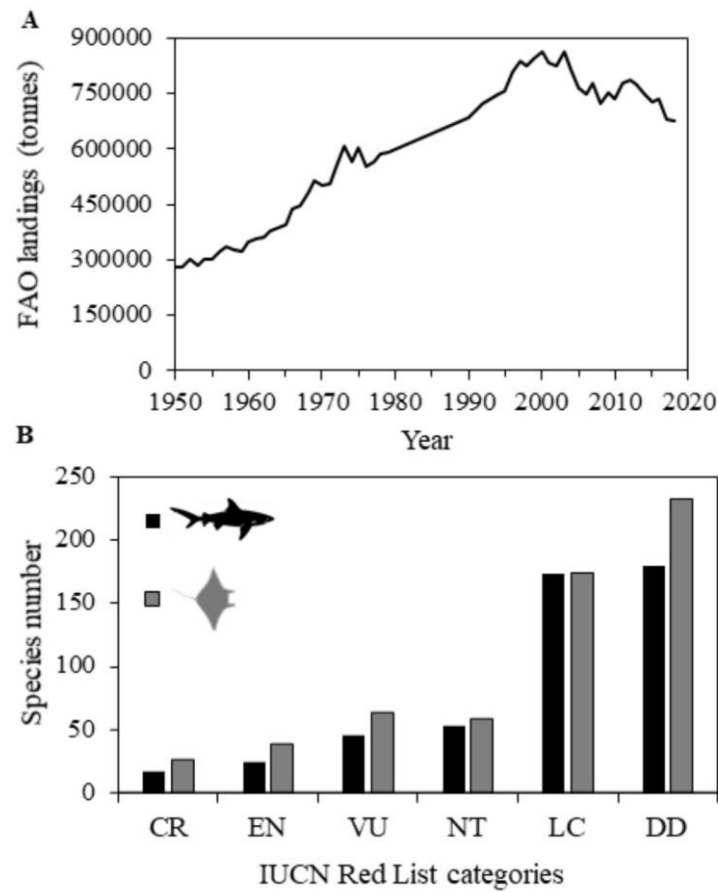 A
FAO landings (tonnes)
900000
750000
600000
450000
300000
150000
0
1950 1960 1970 1980 1990 2000 2010 2020
Year
B
Species number
250
200
150
100
50
0
CR EN VU NT LC DD
IUCN Red List categories